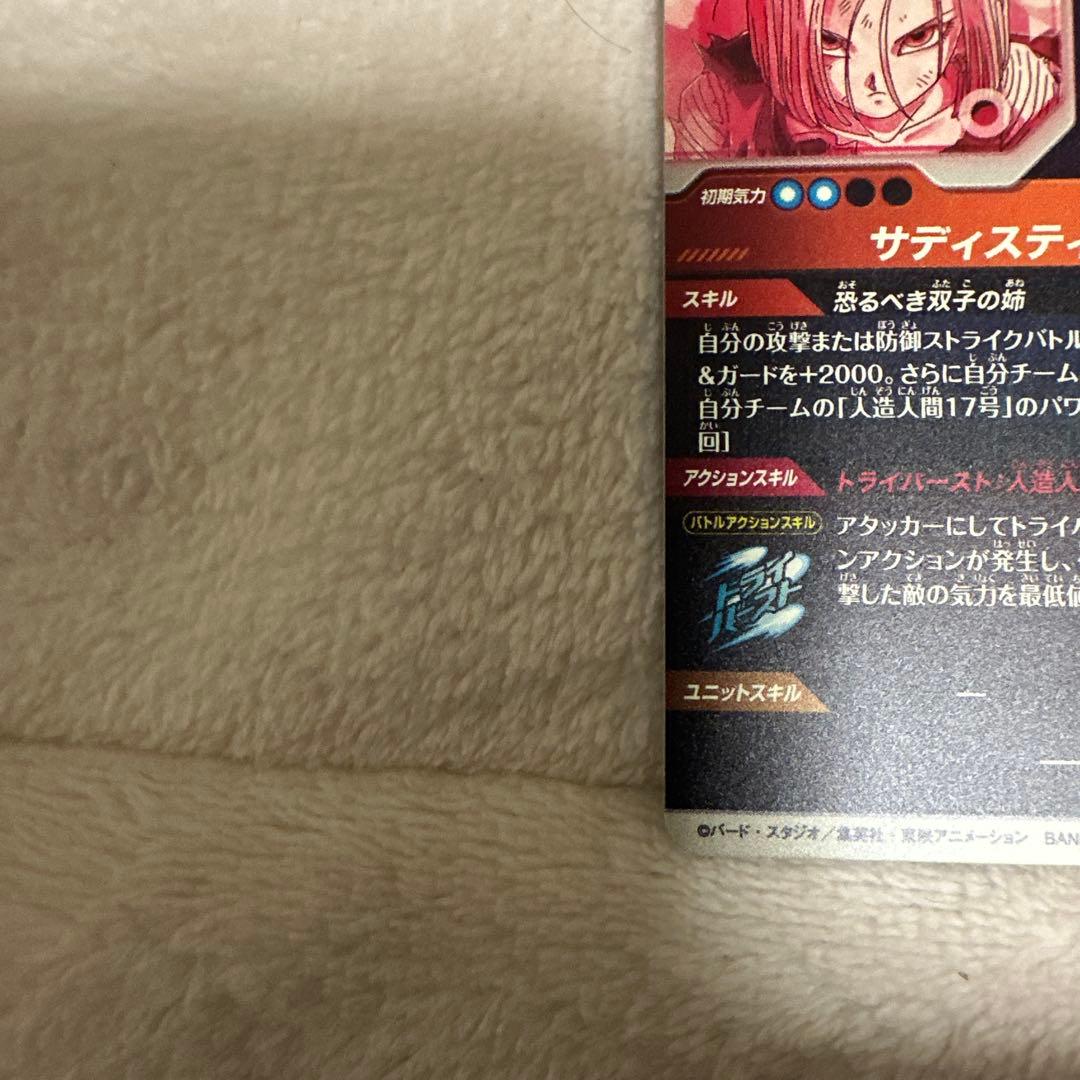 初期気力
サディスティ
スキル 恐るべき双子の姉
自分の攻撃または防御ストライクバトル
&ガードを+2000。さらに自分チーム
自分チームの「人造人間17号」のパワ
回]
アクションスキル トライバースト:人造人
バトルアクションスキル アタッカーにしてトライバ
ンアクションが発生し、
撃した敵の気力を最低値
トライ
バースト
ユニットスキル ー
©バード・スタジオ/集英社・東映アニメーション BAN